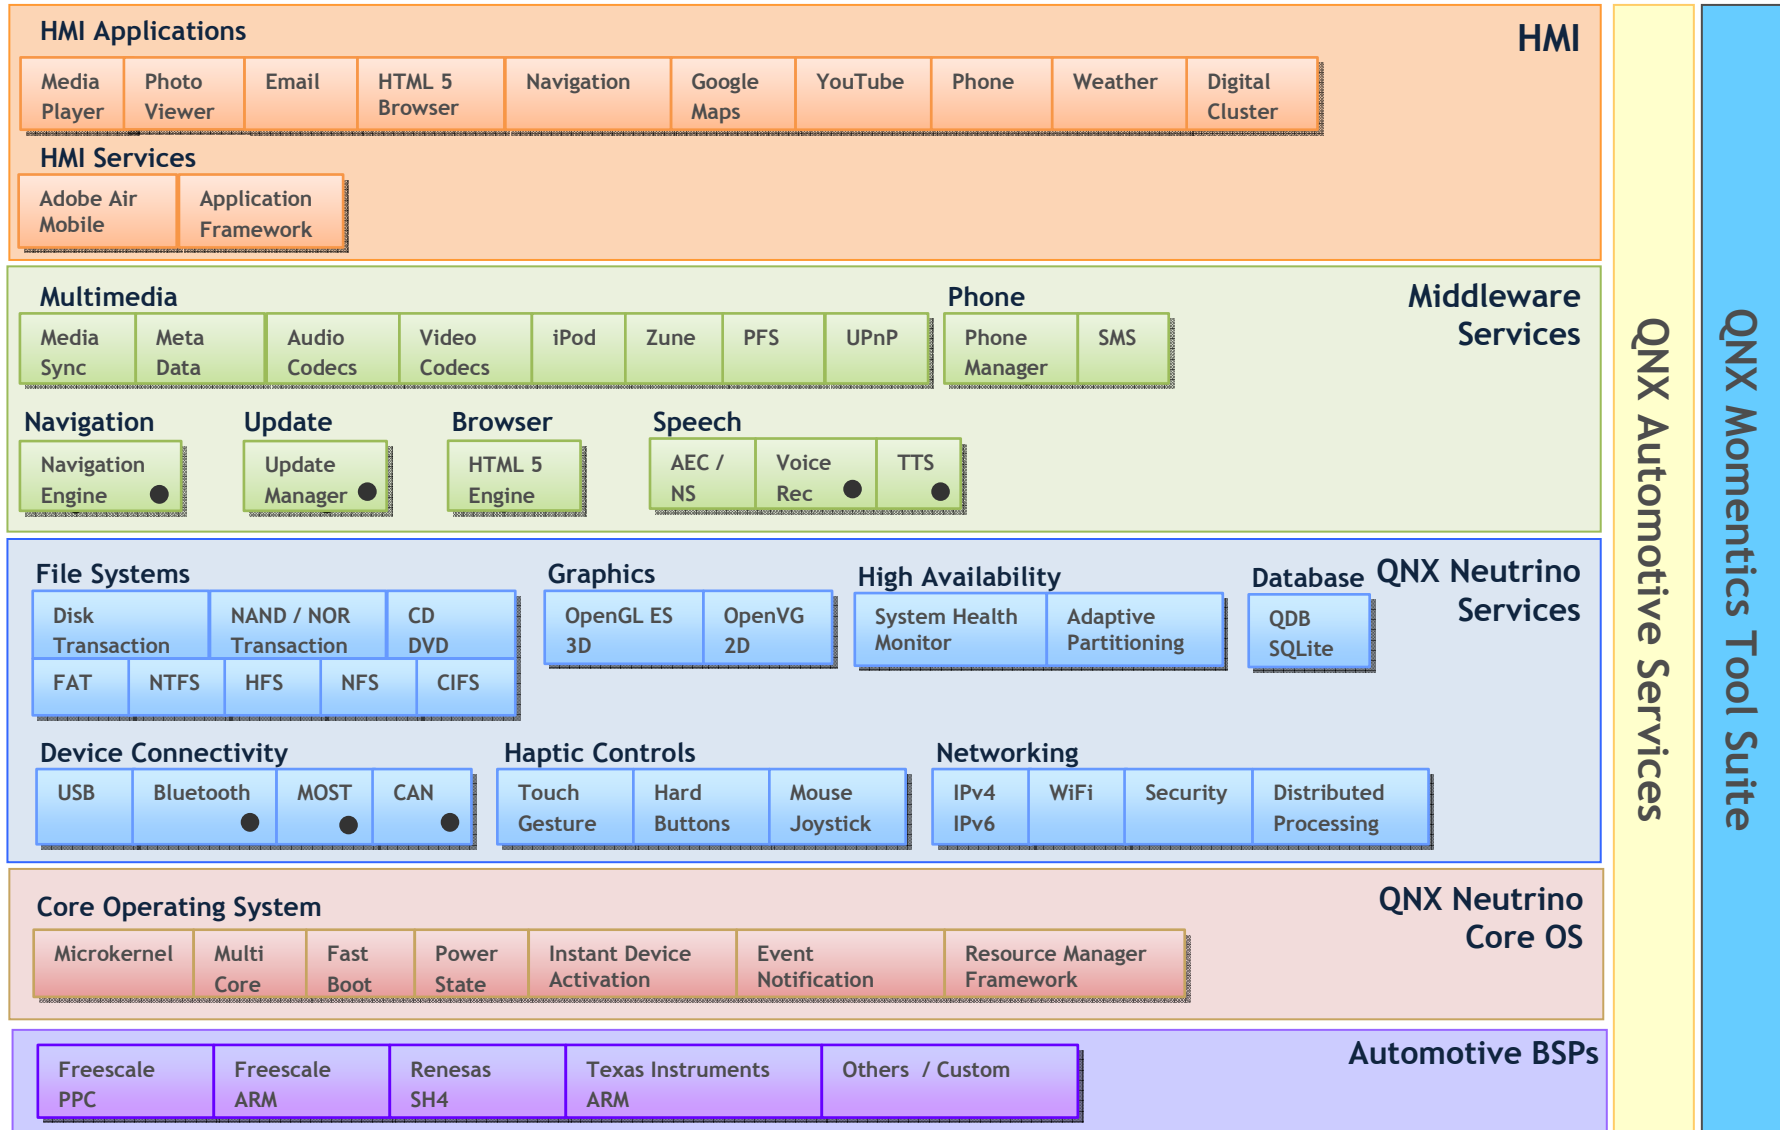 HMI Applications
HMI
Media
Player
Photo
Viewer
Email
HTML 5
Browser
Navigation
Google
Maps
YouTube
Phone
Weather
Digital
Cluster
HMI Services
Adobe Air
Mobile
Application
Framework
Multimedia
Phone
Middleware
Services
Media
Sync
Meta
Data
Audio
Codecs
Video
Codecs
iPod
Zune
PFS
UPnP
Phone
Manager
SMS
Navigation
Update
Browser
Speech
Navigation
Engine
Update
Manager
HTML 5
Engine
AEC /
NS
Voice
Rec
TTS
File Systems
Graphics
High Availability
Database
QNX Neutrino
Services
Disk
Transaction
NAND / NOR
Transaction
CD
DVD
FAT
NTFS
HFS
NFS
CIFS
OpenGL ES
3D
OpenVG
2D
System Health
Monitor
Adaptive
Partitioning
QDB
SQLite
Device Connectivity
Haptic Controls
Networking
USB
Bluetooth
MOST
CAN
Touch
Gesture
Hard
Buttons
Mouse
Joystick
IPv4
IPv6
WiFi
Security
Distributed
Processing
Core Operating System
QNX Neutrino
Core OS
Microkernel
Multi
Core
Fast
Boot
Power
State
Instant Device
Activation
Event
Notification
Resource Manager
Framework
Automotive BSPs
Freescale
PPC
Freescale
ARM
Renesas
SH4
Texas Instruments
ARM
Others / Custom
QNX Automotive Services
QNX Momentics Tool Suite